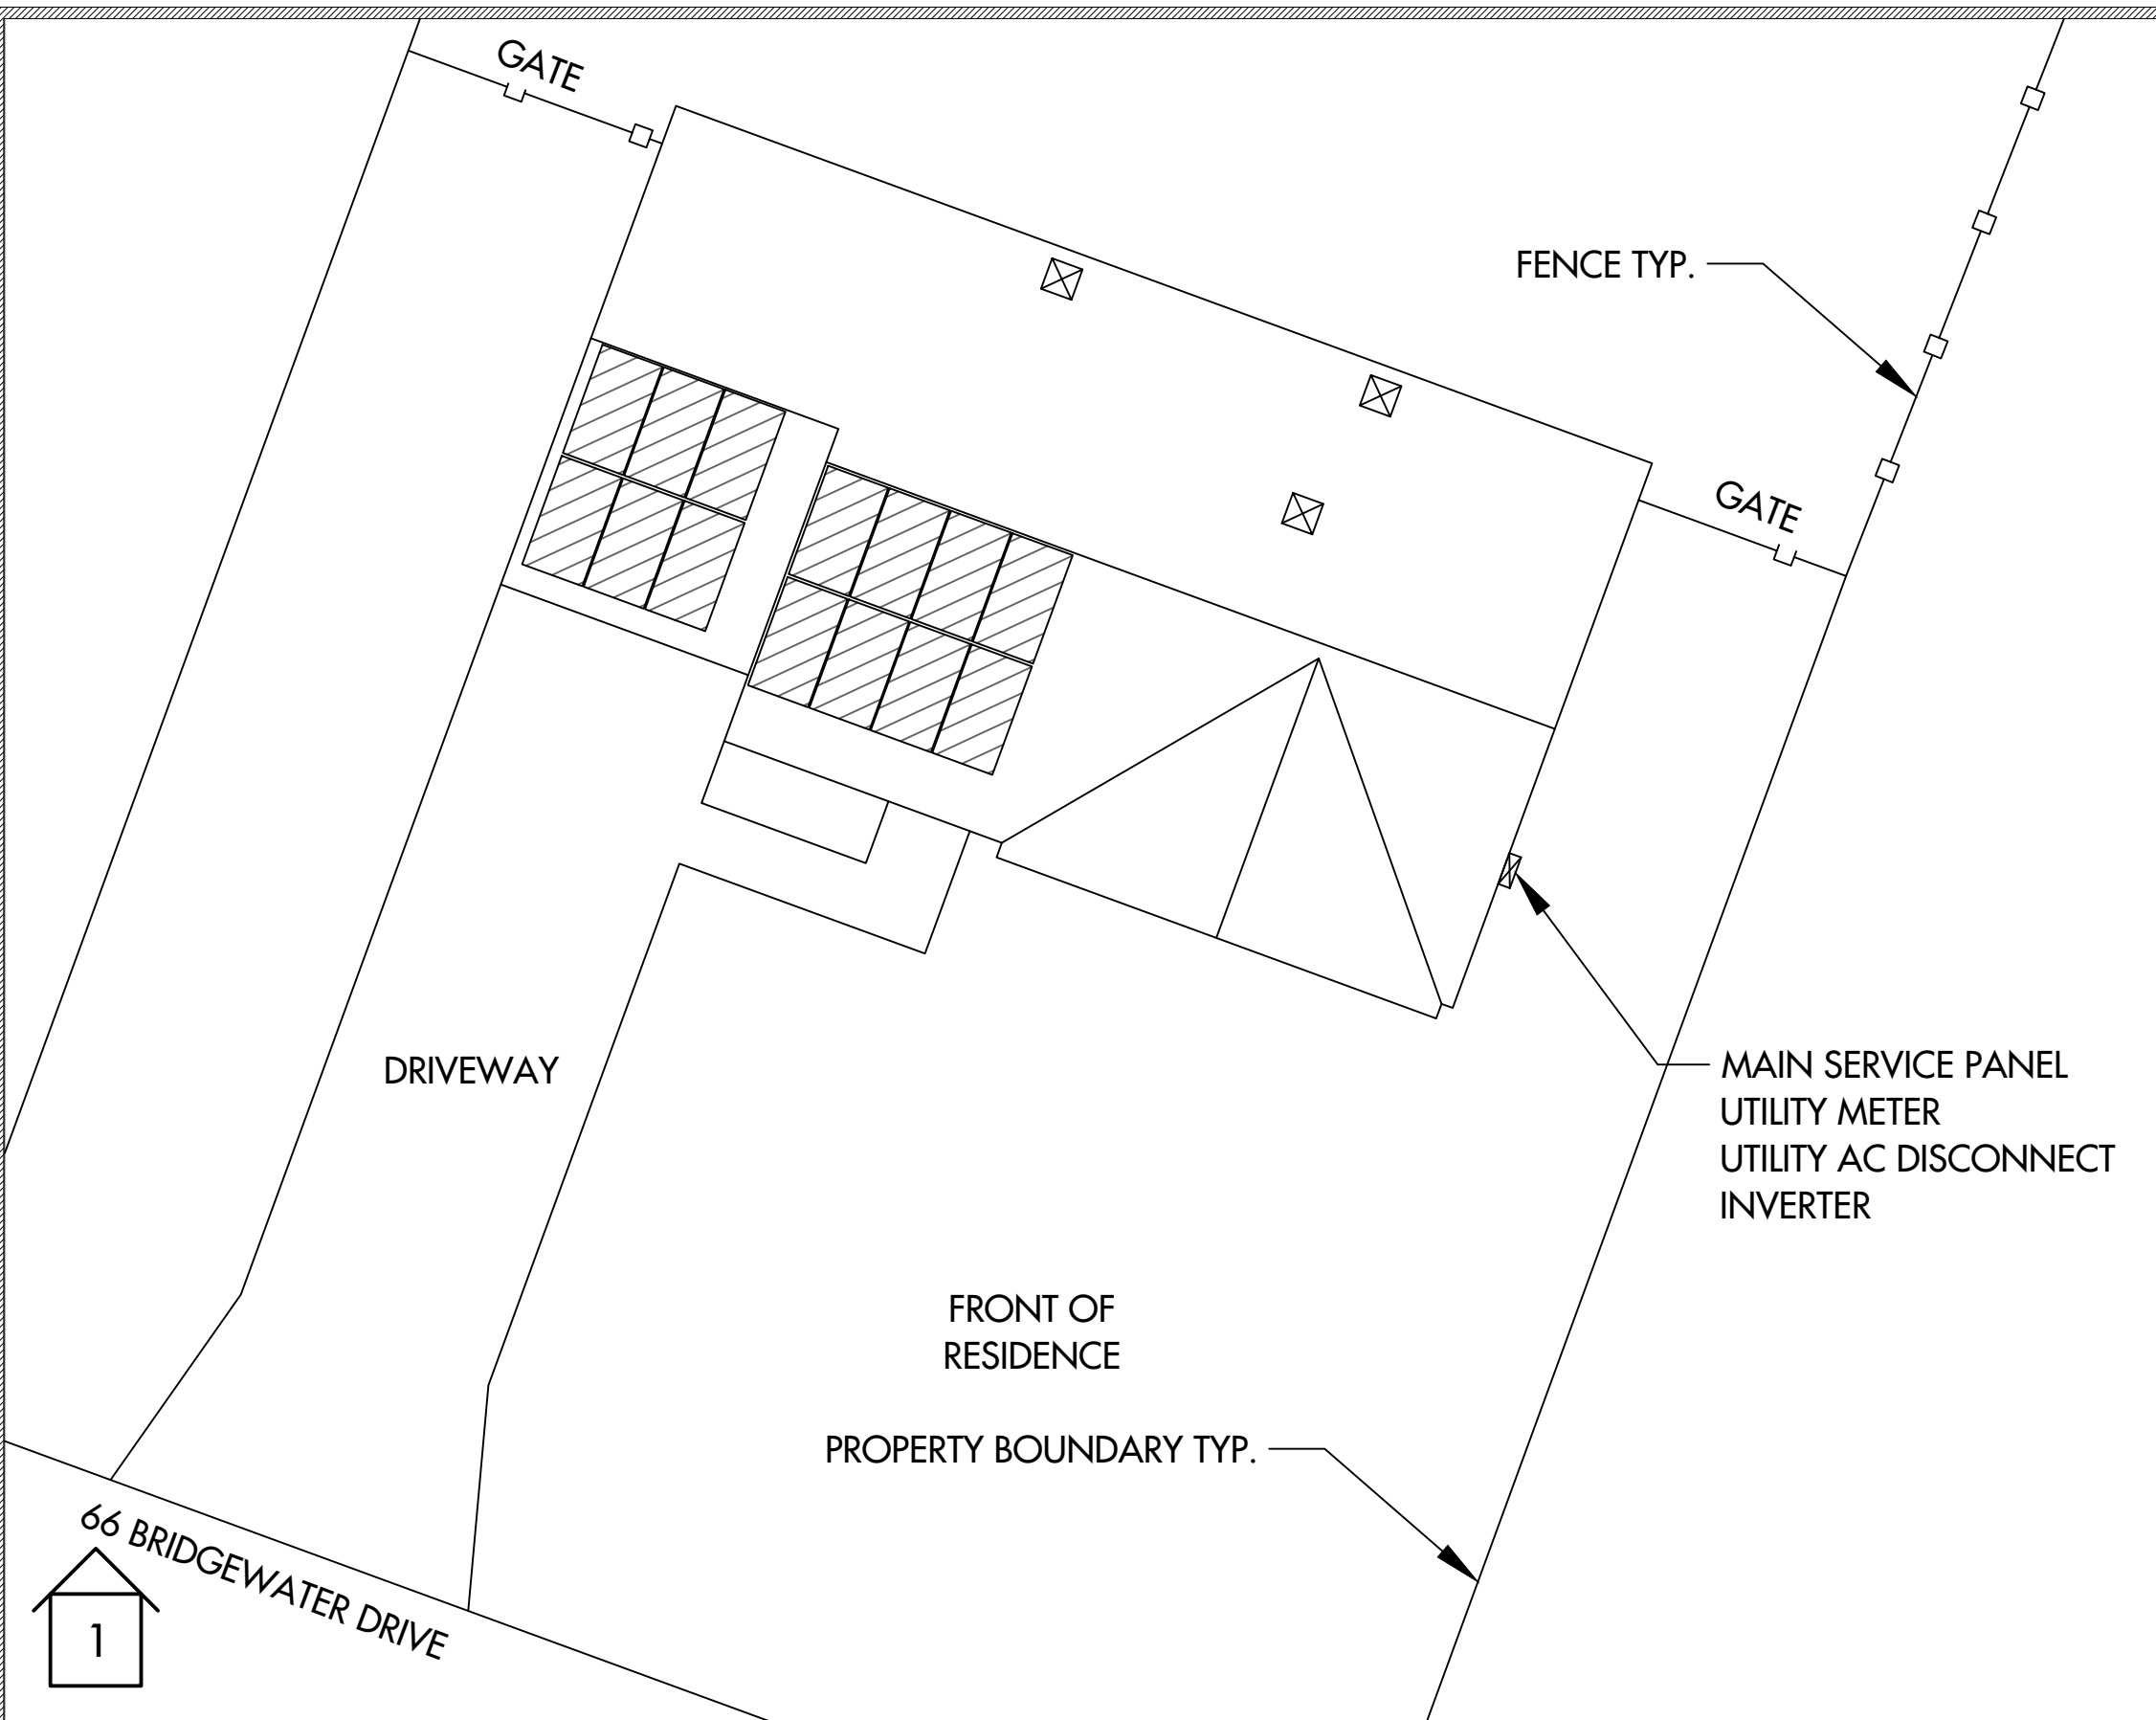 GATE
FENCE TYP.
GATE
DRIVEWAY
MAIN SERVICE PANEL
UTILITY METER
UTILITY AC DISCONNECT
INVERTER
FRONT OF
RESIDENCE
PROPERTY BOUNDARY TYP.
66 BRIDGEWATER DRIVE
1